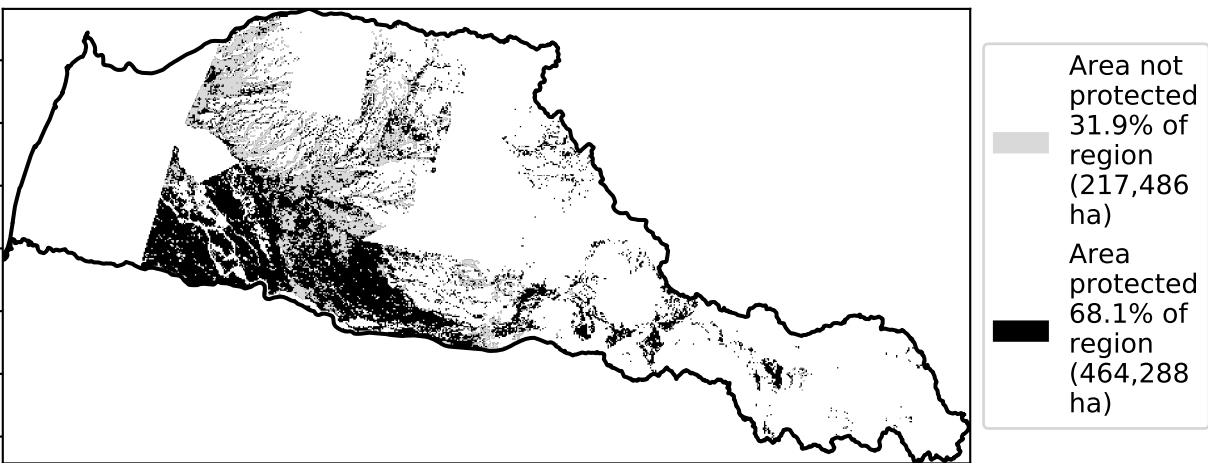 Area not
protected
31.9% of
region
(217,486
ha)
Area
protected
68.1% of
region
(464,288
ha)